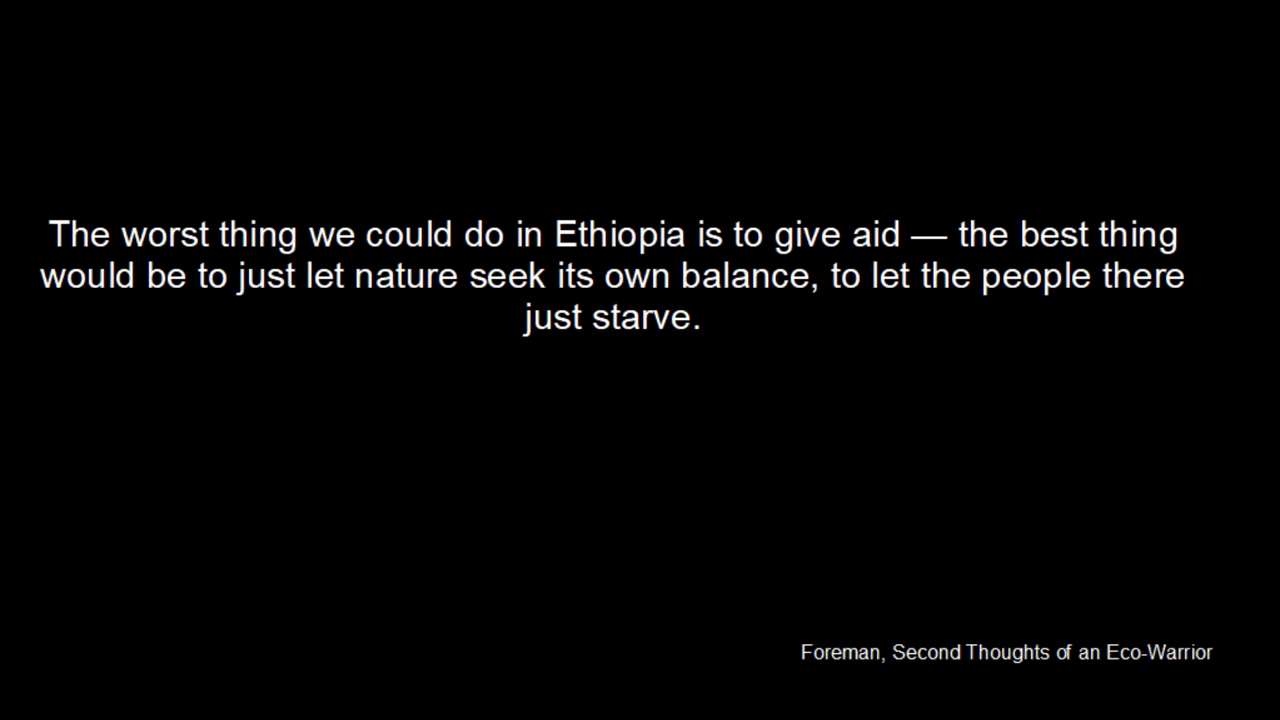 The worst thing we could do in Ethiopia is to give aid — the best thing
would be to just let nature seek its own balance, to let the people there
just starve.
Foreman, Second Thoughts of an Eco-Warrior